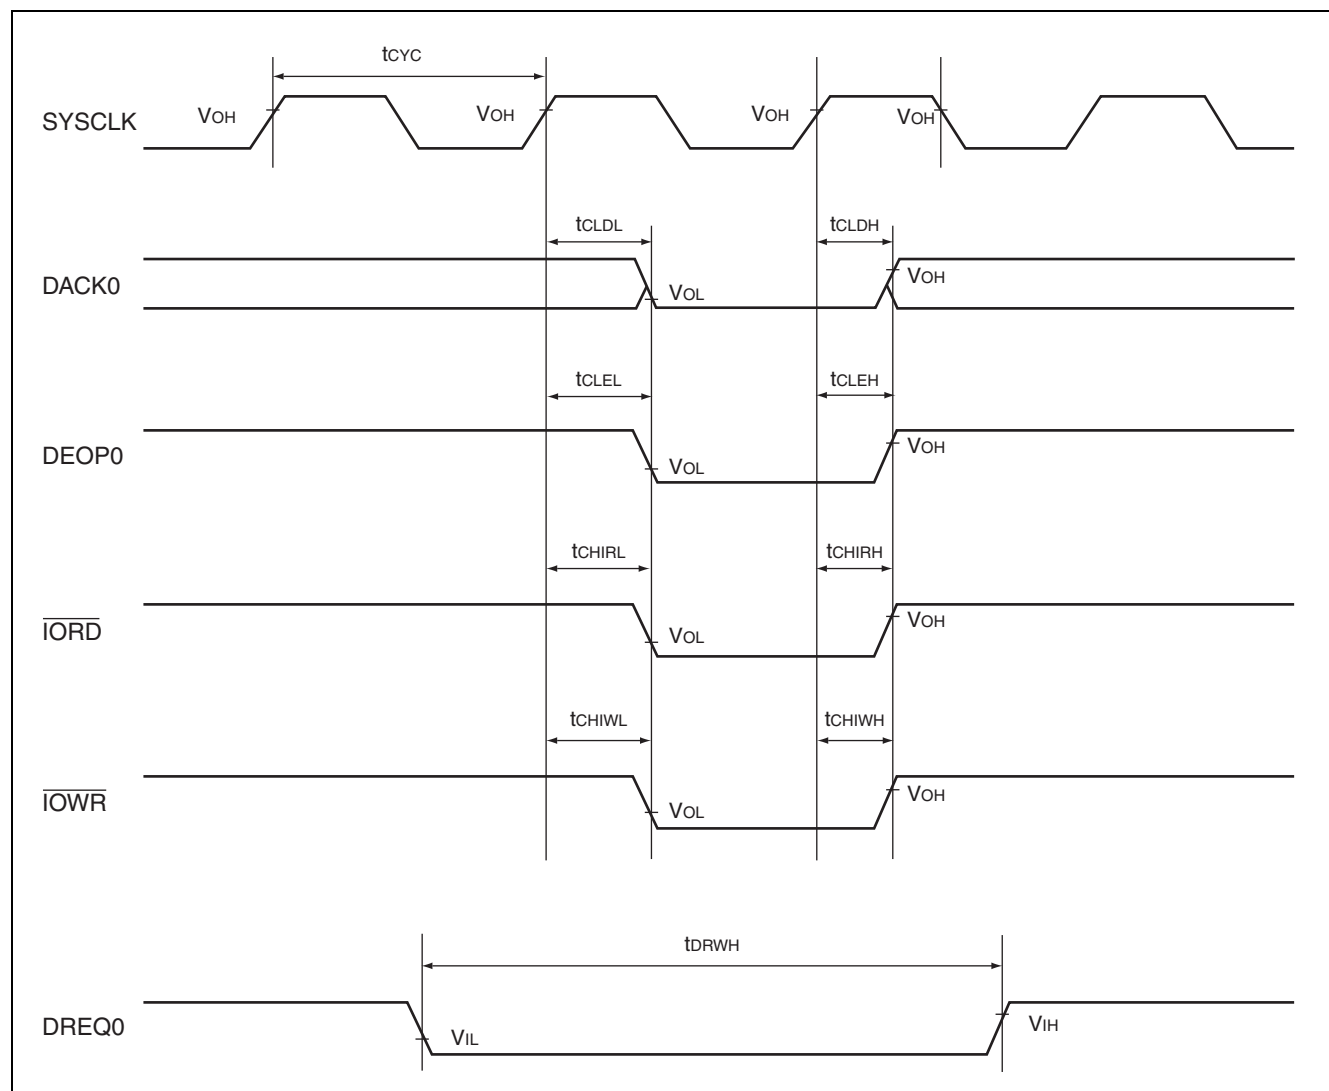 tCYC
SYSCLK VOH VOH VOH VOH
tCLDL tCLDH
DACK0 VOL VOH
tCLEL tCLEH
DEOP0 VOL VOH
tCHIRL tCHIRH
IORD VOL VOH
tCHIWL tCHIWH
IOWR VOL VOH
tDRWH
DREQ0 VIL VIH